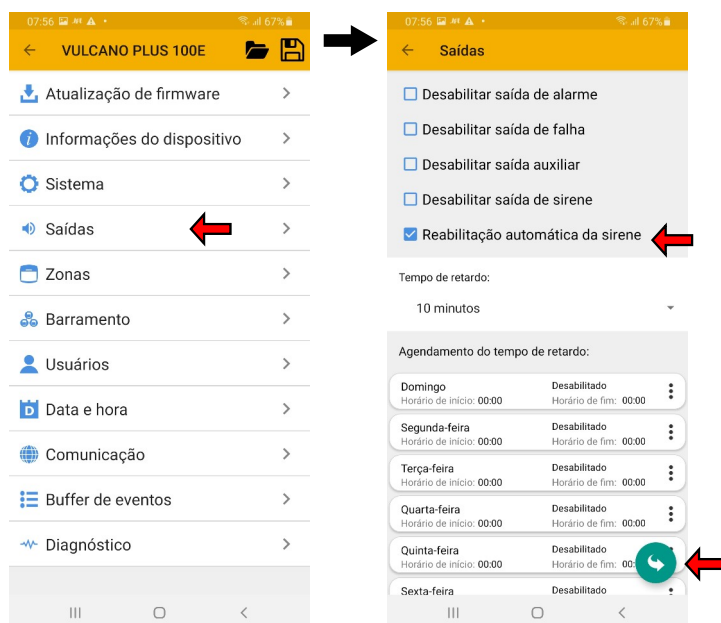 07:56
67%
VULCANO PLUS 100E
Atualização de firmware
Informações do dispositivo
Sistema
Saídas
Zonas
Barramento
Usuários
Data e hora
Comunicação
Buffer de eventos
Diagnóstico
07:56
67%
Saídas
Desabilitar saída de alarme
Desabilitar saída de falha
Desabilitar saída auxiliar
Desabilitar saída de sirene
Reabilitação automática da sirene
Tempo de retardo:
10 minutos
Agendamento do tempo de retardo:
Domingo Desabilitado
Horário de início: 00:00 Horário de fim: 00:00
Segunda-feira Desabilitado
Horário de início: 00:00 Horário de fim: 00:00
Terça-feira Desabilitado
Horário de início: 00:00 Horário de fim: 00:00
Quarta-feira Desabilitado
Horário de início: 00:00 Horário de fim: 00:00
Quinta-feira Desabilitado
Horário de início: 00:00 Horário de fim: 00:
Sexta-feira Desabilitado